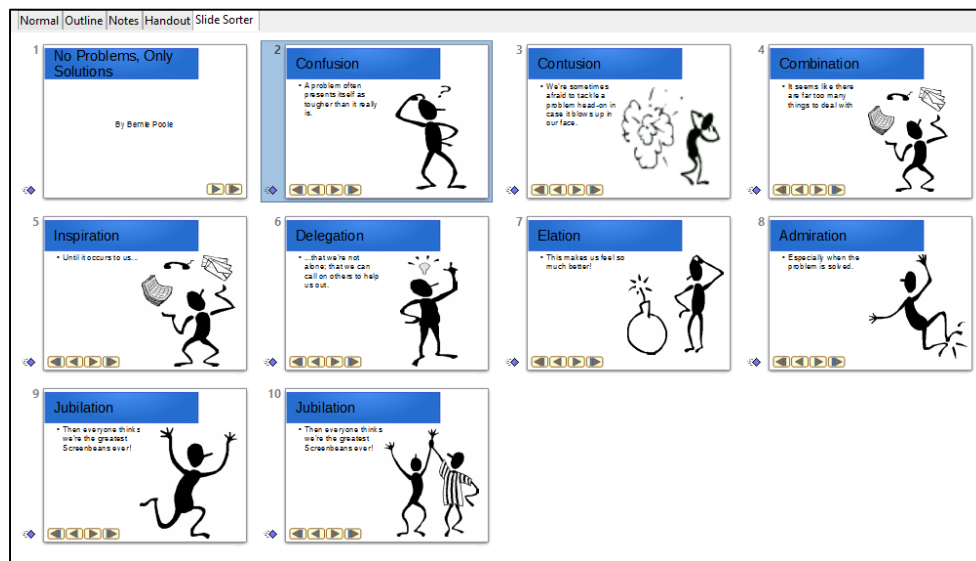 Normal Outline Notes Handout Slide Sorter
1
No Problems, Only
Solutions
By Bernie Poole
2
Confusion
• A problem often
presents itself as
tougher than it really
is.
?
3
Contusion
• We're sometimes
afraid to tackle a
problem head-on in
case it blows up in
our face.
4
Combination
• It seems like there
are far too many
things to deal with
5
Inspiration
• Until it occurs to us...
6
Delegation
• ...that we're not
alone; that we can
call on others to help
us out.
7
Elation
• This makes us feel so
much better!
8
Admiration
• Especially when the
problem is solved.
9
Jubilation
• Then everyone thinks
we're the greatest
Screenbeans ever!
10
Jubilation
• Then everyone thinks
we're the greatest
Screenbeans ever!